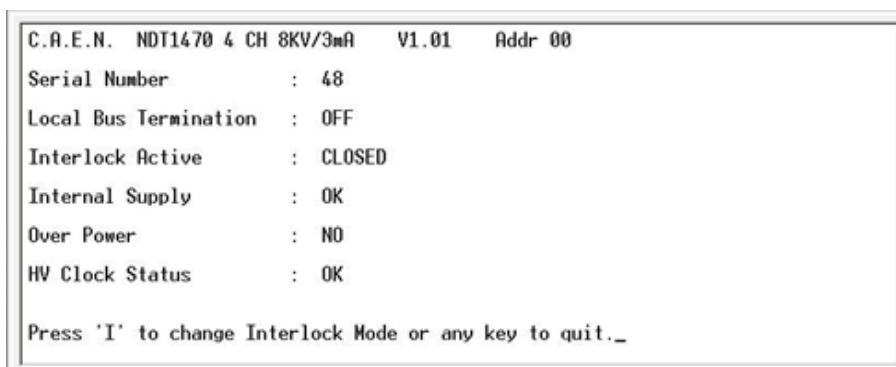 C.A.E.N. NDT1470 4 CH 8KV/3mA V1.01 Addr 00
Serial Number : 48
Local Bus Termination : OFF
Interlock Active : CLOSED
Internal Supply : OK
Over Power : NO
HV Clock Status : OK
Press 'I' to change Interlock Mode or any key to quit._